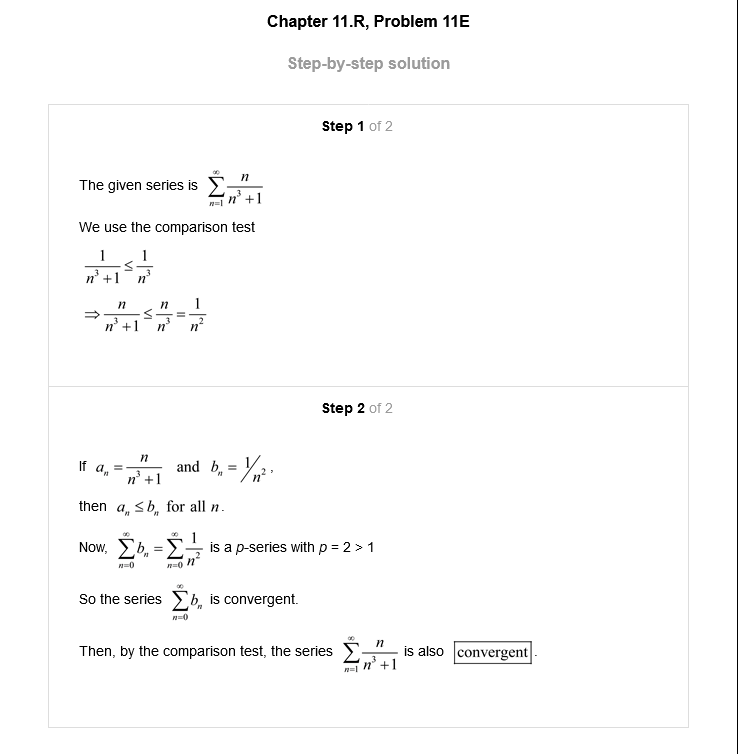 Chapter 11.R, Problem 11E
Step-by-step solution
Step 1 of 2
The given series is $\sum_{n=1}^{\infty} \frac{n}{n^3+1}$
We use the comparison test
$\frac{1}{n^3+1} \leq \frac{1}{n^3}$
$\Rightarrow \frac{n}{n^3+1} \leq \frac{n}{n^3} = \frac{1}{n^2}$
Step 2 of 2
If $a_n = \frac{n}{n^3+1}$ and $b_n = 1/n^2$,
then $a_n \leq b_n$ for all $n$.
Now, $\sum_{n=0}^{\infty} b_n = \sum_{n=0}^{\infty} \frac{1}{n^2}$ is a p-series with p = 2 > 1
So the series $\sum_{n=0}^{\infty} b_n$ is convergent.
Then, by the comparison test, the series $\sum_{n=1}^{\infty} \frac{n}{n^3+1}$ is also convergent.